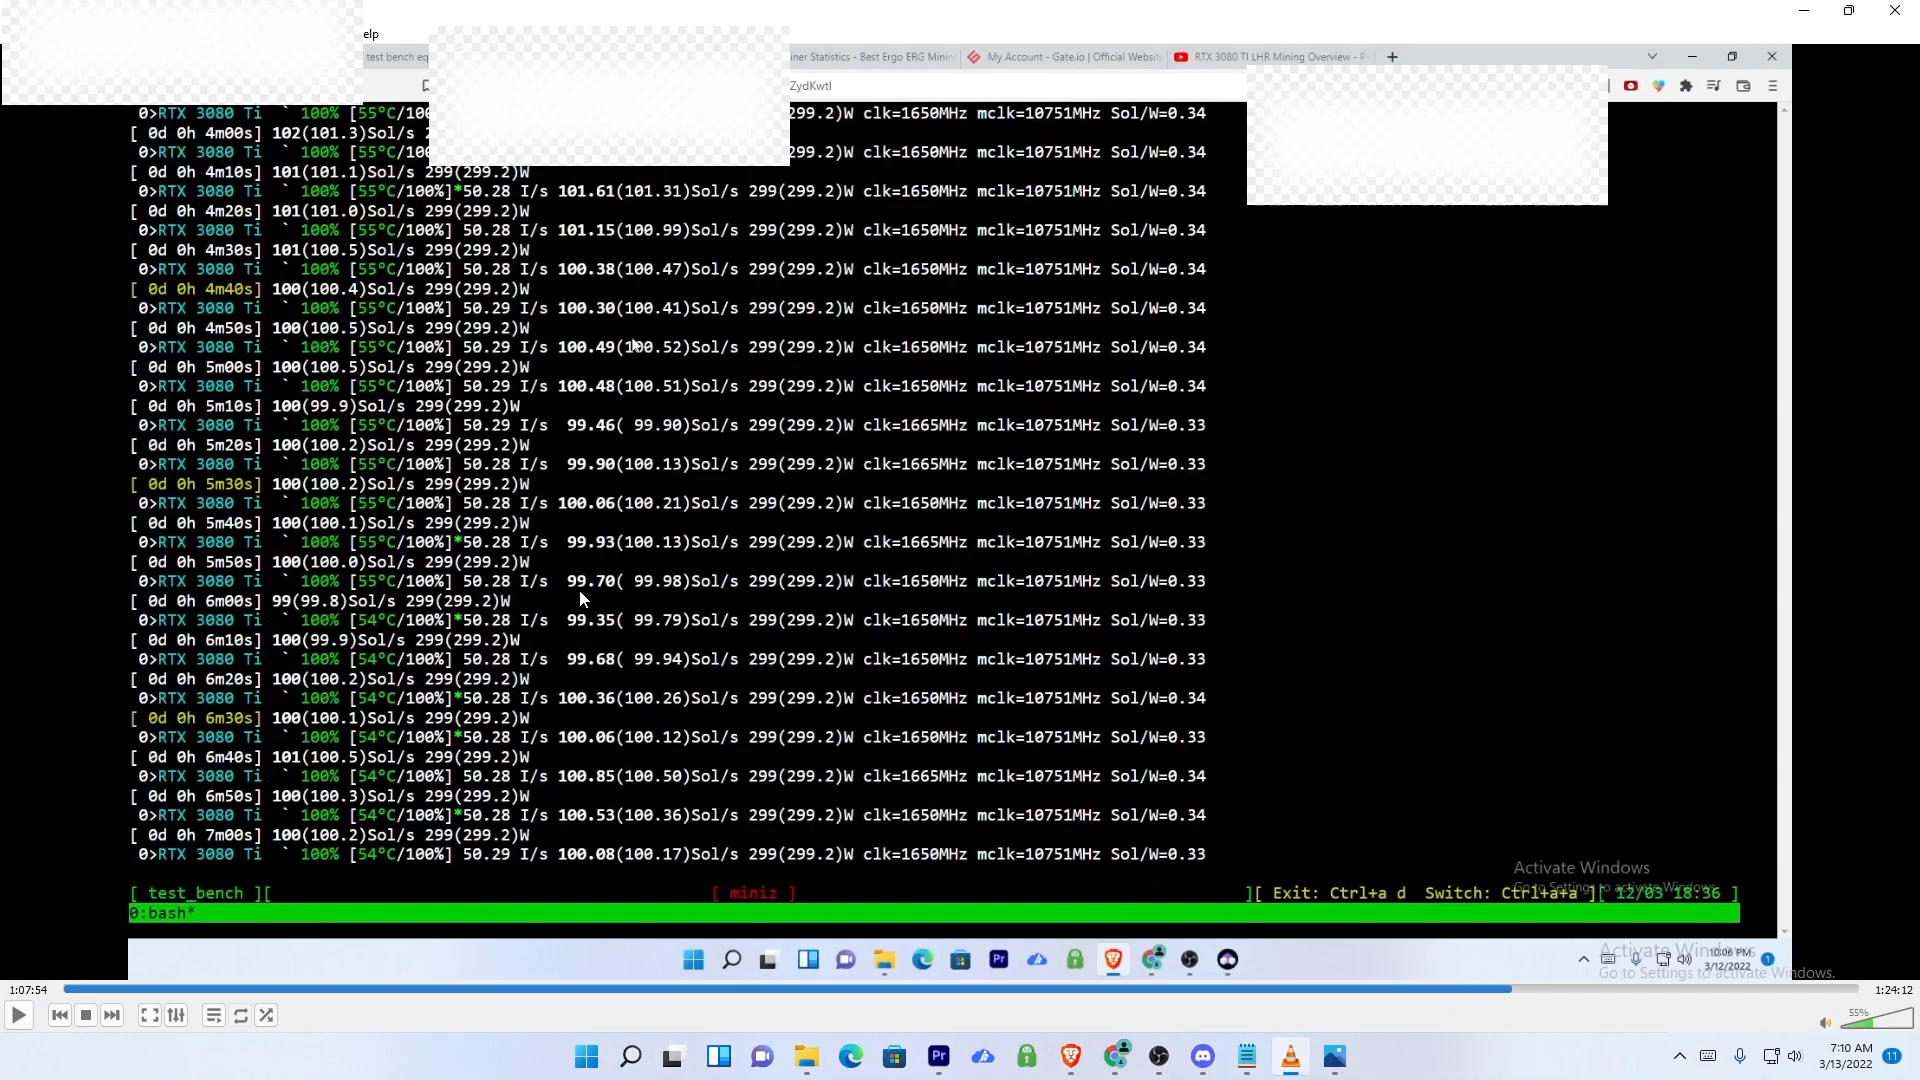 elp
test bench eq
iner Statistics - Best Ergo ERG Minin
My Account - Gate.io | Official Websit
RTX 3080 TI LHR Mining Overview - P
ZydKwtl
0>RTX 3080 Ti ` 100% [55°C/100 299.2)W clk=1650MHz mclk=10751MHz Sol/W=0.34
[ 0d 0h 4m00s] 102(101.3)Sol/s 2
0>RTX 3080 Ti ` 100% [55°C/100 299.2)W clk=1650MHz mclk=10751MHz Sol/W=0.34
[ 0d 0h 4m10s] 101(101.1)Sol/s 299(299.2)W
0>RTX 3080 Ti ` 100% [55°C/100%]*50.28 I/s 101.61(101.31)Sol/s 299(299.2)W clk=1650MHz mclk=10751MHz Sol/W=0.34
[ 0d 0h 4m20s] 101(101.0)Sol/s 299(299.2)W
0>RTX 3080 Ti ` 100% [55°C/100%] 50.28 I/s 101.15(100.99)Sol/s 299(299.2)W clk=1650MHz mclk=10751MHz Sol/W=0.34
[ 0d 0h 4m30s] 101(100.5)Sol/s 299(299.2)W
0>RTX 3080 Ti ` 100% [55°C/100%] 50.28 I/s 100.38(100.47)Sol/s 299(299.2)W clk=1650MHz mclk=10751MHz Sol/W=0.34
[ 0d 0h 4m40s] 100(100.4)Sol/s 299(299.2)W
0>RTX 3080 Ti ` 100% [55°C/100%] 50.29 I/s 100.30(100.41)Sol/s 299(299.2)W clk=1650MHz mclk=10751MHz Sol/W=0.34
[ 0d 0h 4m50s] 100(100.5)Sol/s 299(299.2)W
0>RTX 3080 Ti ` 100% [55°C/100%] 50.29 I/s 100.49(100.52)Sol/s 299(299.2)W clk=1650MHz mclk=10751MHz Sol/W=0.34
[ 0d 0h 5m00s] 100(100.5)Sol/s 299(299.2)W
0>RTX 3080 Ti ` 100% [55°C/100%] 50.29 I/s 100.48(100.51)Sol/s 299(299.2)W clk=1650MHz mclk=10751MHz Sol/W=0.34
[ 0d 0h 5m10s] 100(99.9)Sol/s 299(299.2)W
0>RTX 3080 Ti ` 100% [55°C/100%] 50.29 I/s 99.46( 99.90)Sol/s 299(299.2)W clk=1665MHz mclk=10751MHz Sol/W=0.33
[ 0d 0h 5m20s] 100(100.2)Sol/s 299(299.2)W
0>RTX 3080 Ti ` 100% [55°C/100%] 50.28 I/s 99.90(100.13)Sol/s 299(299.2)W clk=1665MHz mclk=10751MHz Sol/W=0.33
[ 0d 0h 5m30s] 100(100.2)Sol/s 299(299.2)W
0>RTX 3080 Ti ` 100% [55°C/100%] 50.28 I/s 100.06(100.21)Sol/s 299(299.2)W clk=1665MHz mclk=10751MHz Sol/W=0.33
[ 0d 0h 5m40s] 100(100.1)Sol/s 299(299.2)W
0>RTX 3080 Ti ` 100% [55°C/100%]*50.28 I/s 99.93(100.13)Sol/s 299(299.2)W clk=1665MHz mclk=10751MHz Sol/W=0.33
[ 0d 0h 5m50s] 100(100.0)Sol/s 299(299.2)W
0>RTX 3080 Ti ` 100% [55°C/100%] 50.28 I/s 99.70( 99.98)Sol/s 299(299.2)W clk=1650MHz mclk=10751MHz Sol/W=0.33
[ 0d 0h 6m00s] 99(99.8)Sol/s 299(299.2)W
0>RTX 3080 Ti ` 100% [54°C/100%]*50.28 I/s 99.35( 99.79)Sol/s 299(299.2)W clk=1650MHz mclk=10751MHz Sol/W=0.33
[ 0d 0h 6m10s] 100(99.9)Sol/s 299(299.2)W
0>RTX 3080 Ti ` 100% [54°C/100%] 50.28 I/s 99.68( 99.94)Sol/s 299(299.2)W clk=1650MHz mclk=10751MHz Sol/W=0.33
[ 0d 0h 6m20s] 100(100.2)Sol/s 299(299.2)W
0>RTX 3080 Ti ` 100% [54°C/100%]*50.28 I/s 100.36(100.26)Sol/s 299(299.2)W clk=1650MHz mclk=10751MHz Sol/W=0.34
[ 0d 0h 6m30s] 100(100.1)Sol/s 299(299.2)W
0>RTX 3080 Ti ` 100% [54°C/100%]*50.28 I/s 100.06(100.12)Sol/s 299(299.2)W clk=1650MHz mclk=10751MHz Sol/W=0.33
[ 0d 0h 6m40s] 101(100.5)Sol/s 299(299.2)W
0>RTX 3080 Ti ` 100% [54°C/100%] 50.28 I/s 100.85(100.50)Sol/s 299(299.2)W clk=1665MHz mclk=10751MHz Sol/W=0.34
[ 0d 0h 6m50s] 100(100.3)Sol/s 299(299.2)W
0>RTX 3080 Ti ` 100% [54°C/100%]*50.28 I/s 100.53(100.36)Sol/s 299(299.2)W clk=1650MHz mclk=10751MHz Sol/W=0.34
[ 0d 0h 7m00s] 100(100.2)Sol/s 299(299.2)W
0>RTX 3080 Ti ` 100% [54°C/100%] 50.29 I/s 100.08(100.17)Sol/s 299(299.2)W clk=1650MHz mclk=10751MHz Sol/W=0.33
Activate Windows
Go to Settings to activate Windows.
[ test_bench ][ [ miniz ] ][ Exit: Ctrl+a d Switch: Ctrl+a+a ][ 12/03 18:36 ]
0:bash*
Pr
10:06 PM
3/12/2022
1
Activate Windows
Go to Settings to activate Windows.
1:07:54
1:24:12
55%
Pr
7:10 AM
3/13/2022
11